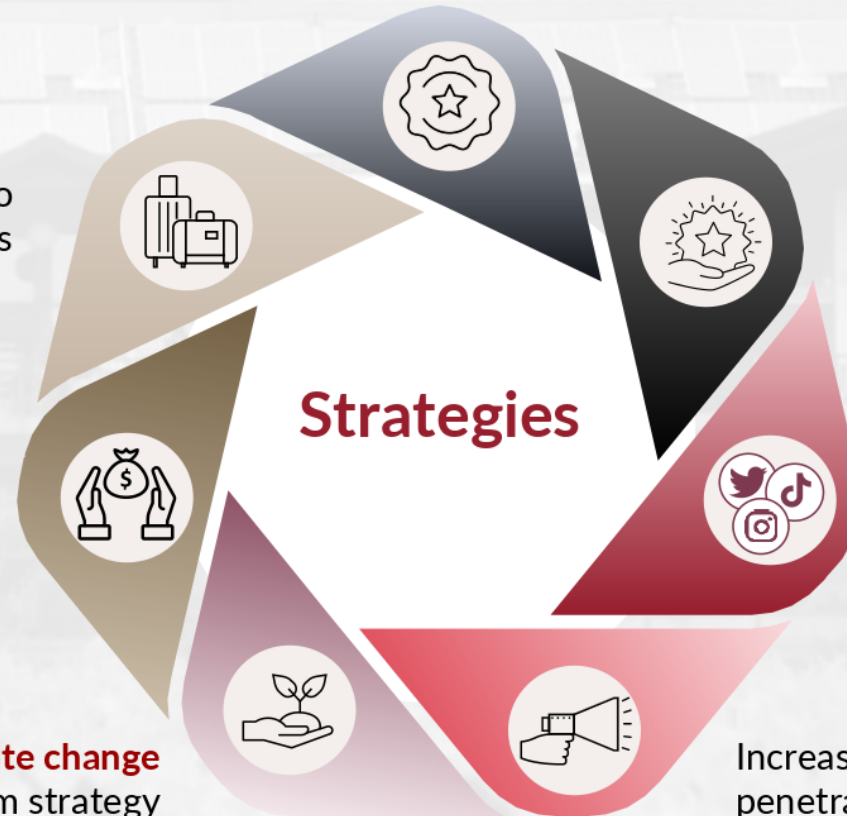 o
s
Strategies
$
te change
m strategy
Increas
penetra